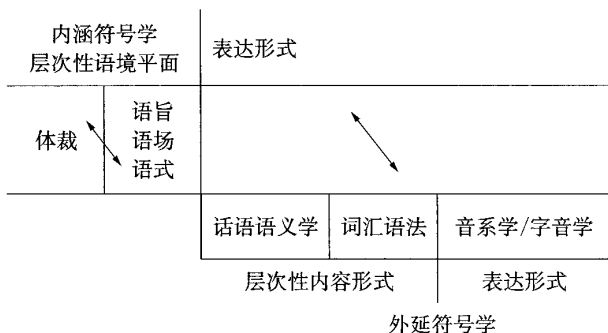 内涵符号学
层次性语境平面
表达形式
体裁
语旨
语场
语式
话语语义学
词汇语法
音系学/字音学
层次性内容形式
表达形式
外延符号学